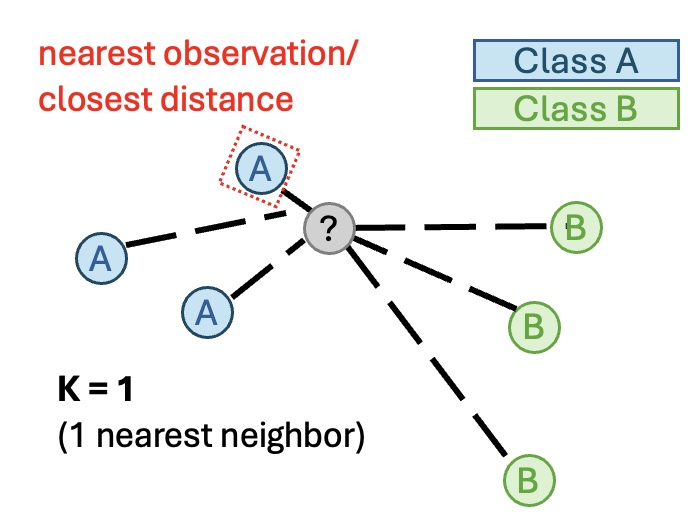 nearest observation/
closest distance
Class A
Class B
A
?
A
B
A
B
K = 1
(1 nearest neighbor)
B